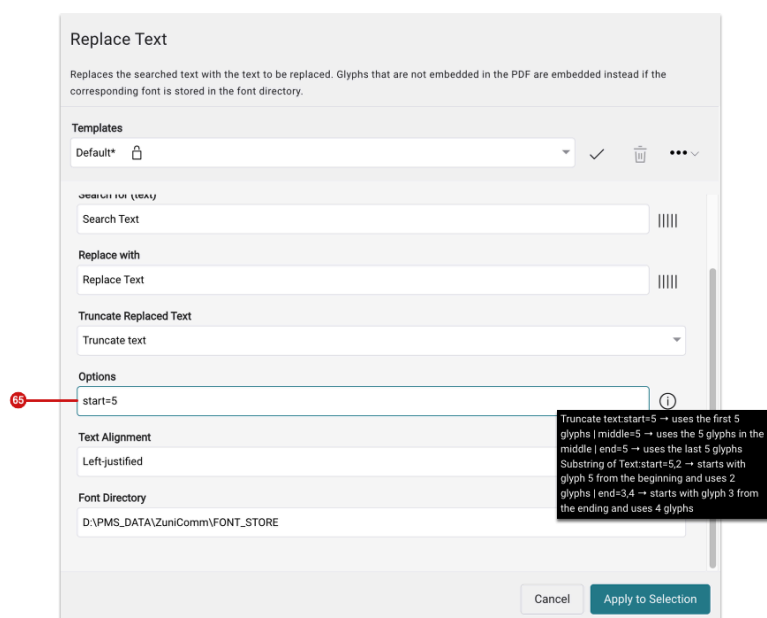 Replace Text
Replaces the searched text with the text to be replaced. Glyphs that are not embedded in the PDF are embedded instead if the
corresponding font is stored in the font directory.
Templates
Default*
Search for (text)
Search Text
Replace with
Replace Text
Truncate Replaced Text
Truncate text
Options
65
start=5
Truncate text:start=5 → uses the first 5
glyphs | middle=5 → uses the 5 glyphs in the
middle | end=5 → uses the last 5 glyphs
Substring of Text:start=5,2 → starts with
glyph 5 from the beginning and uses 2
glyphs | end=3,4 → starts with glyph 3 from
the ending and uses 4 glyphs
Text Alignment
Left-justified
Font Directory
D:\PMS_DATA\ZuniComm\FONT_STORE
Cancel
Apply to Selection